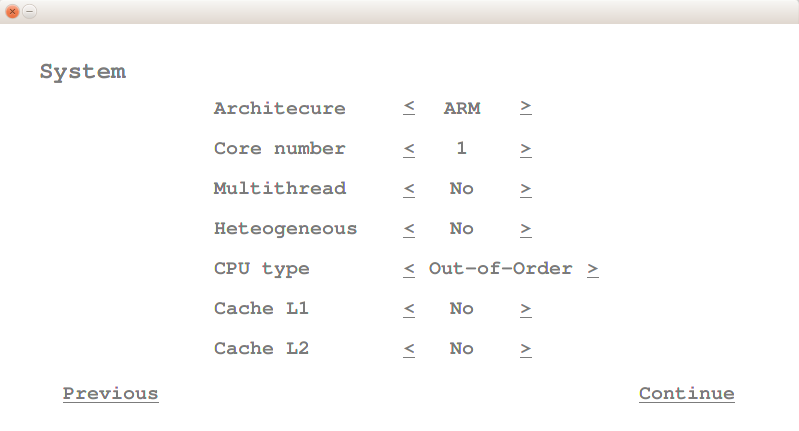 System
Architecure < ARM >
Core number < 1 >
Multithread < No >
Heteogeneous < No >
CPU type < Out-of-Order >
Cache L1 < No >
Cache L2 < No >
Previous Continue